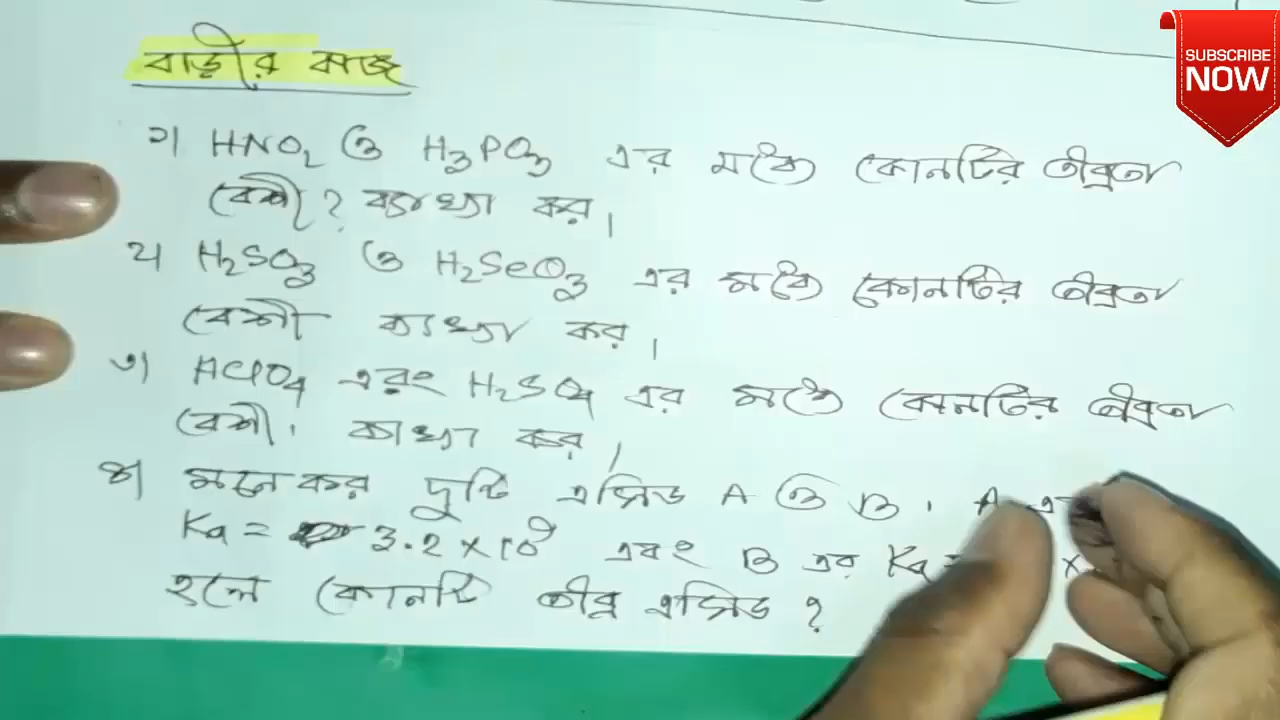 SUBSCRIBE
NOW
বাড়ীর কাজ
১। HNO₂ ও H₃PO₃ এর মধ্যে কোনটির তীব্রতা
বেশী? ব্যাখ্যা কর।
২। H₂SO₃ ও H₂SeO₃ এর মধ্যে কোনটির তীব্রতা
বেশী ব্যাখ্যা কর।
৩। HClO₄ এবং H₂SO₄ এর মধ্যে কোনটির তীব্রতা
বেশী। ব্যাখ্যা কর।
৪। মনে কর দুটি এসিড A ও B। A
Ka = 3.2 × 10 এবং B এর Ka =
হলে কোনটি তীব্র এসিড?